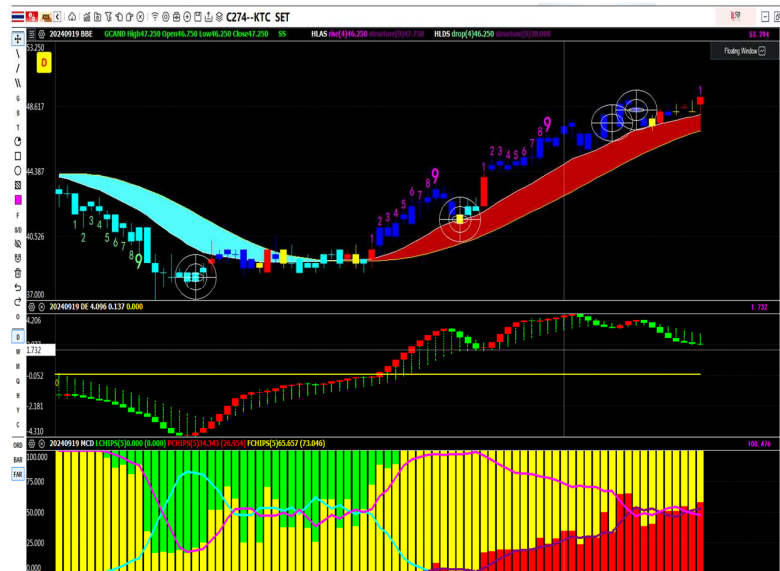 C274--KTC SET
20240919 BBE GCAND High47.250 Open46.750 Low46.250 Close47.250 SS HLAS rise(4)46.250 structure(9)47.750 HLDS drop(4)46.250 structure(9)38.000 53.294
53.250
Floating Window
D
48.617
44.387
40.526
37.000
1 2 3 4 5 6 7 8 9
1 2 3 4 5 6 7 8 9
1 2 3 4 5 6 7 8 9
1
20240919 DE 4.096 0.137 0.000 1.732
4.206
1.732
-0.052
0
-2.181
-4.310
20240919 MCD LCHIPS(5)0.000 (0.000) PCHIPS(5)34.343 (26.954) FCHIPS(5)65.657 (73.046) 100.476
100.000
75.000
50.000
25.000
0.000
G
B
T
F
S/D
O
D
W
M
Q
H
Y
C
ORD
BAR
FAR